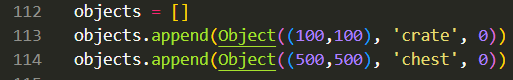 112 objects = []
113 objects.append(Object((100,100), 'crate', 0))
114 objects.append(Object((500,500), 'chest', 0))